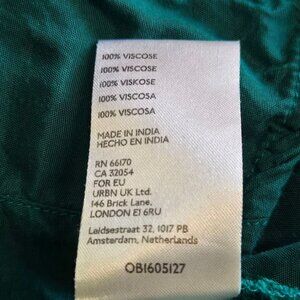 100% VISCOSE
100% VISCOSE
100% VISKOSE
100% VISCOSA
100% VISCOSA
MADE IN INDIA
HECHO EN INDIA
RN 66170
CA 32054
FOR EU
URBN UK Ltd.
146 Brick Lane,
LONDON E1 6RU
Leidsestraat 32, 1017 PB
Amsterdam, Netherlands
OB1605127